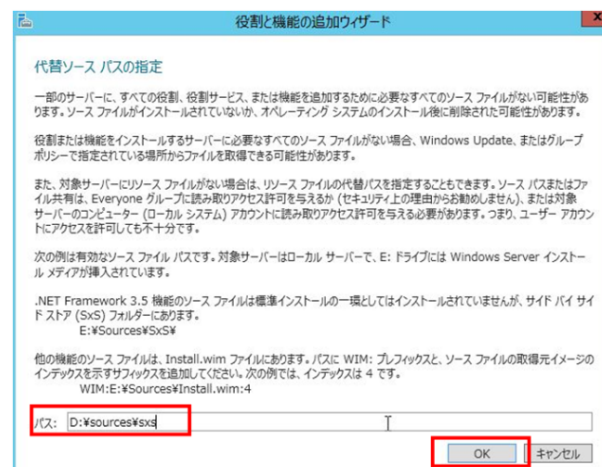 役割と機能の追加ウィザード
x
代替ソース パスの指定
一部のサーバーに、すべての役割、役割サービス、または機能を追加するために必要なすべてのソース ファイルがない可能性があ
ります。ソース ファイルがインストールされていないか、オペレーティング システムのインストール後に削除された可能性があります。
役割または機能をインストールするサーバーに必要なすべてのソース ファイルがない場合、Windows Update、またはグループ
ポリシーで指定されている場所からファイルを取得できる可能性があります。
また、対象サーバーにリソース ファイルがない場合は、リソース ファイルの代替パスを指定することもできます。ソース パスまたはファ
イル共有は、Everyone グループに読み取りアクセス許可を与えるか (セキュリティ上の理由からお勧めしません)、または対象
サーバーのコンピューター (ローカル システム) アカウントに読み取りアクセス許可を与える必要があります。つまり、ユーザー アカウン
トにアクセスを許可しても不十分です。
次の例は有効なソース ファイル パスです。対象サーバーはローカル サーバーで、E: ドライブには Windows Server インストー
ル メディアが挿入されています。
.NET Framework 3.5 機能のソース ファイルは標準インストールの一環としてはインストールされていませんが、サイド バイ サイ
ド ストア (SxS) フォルダーにあります。
E:¥Sources¥SxS¥
他の機能のソース ファイルは、Install.wim ファイルにあります。パスに WIM: プレフィックスと、ソース ファイルの取得元イメージの
インデックスを示すサフィックスを追加してください。次の例では、インデックスは 4 です。
WIM:E:¥Sources¥Install.wim:4
パス: D:¥sources¥sxs
OK キャンセル